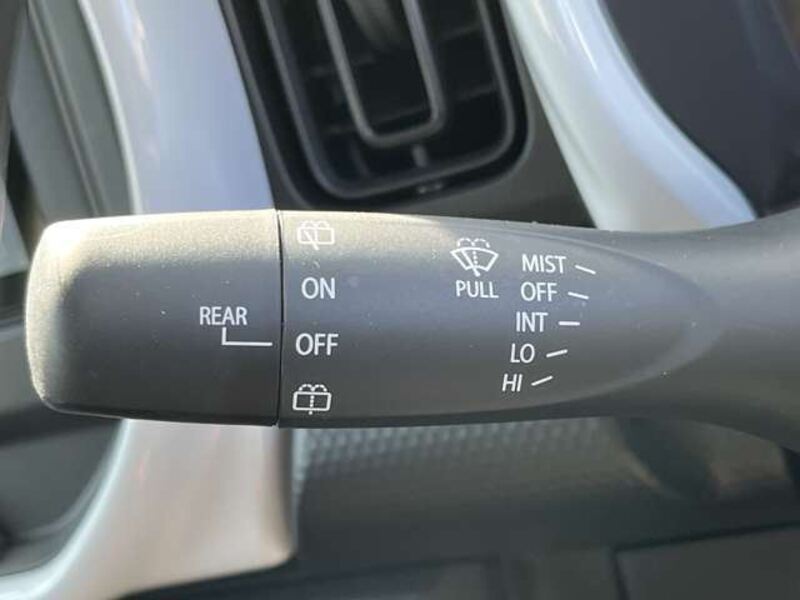 REAR
ON
OFF
PULL
MIST
OFF
INT
LO
HI